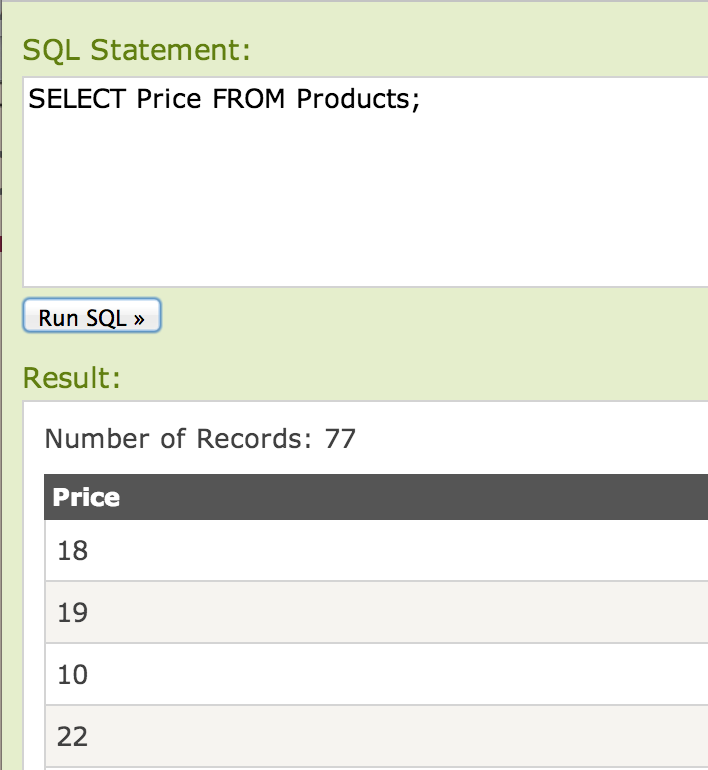 SQL Statement:
SELECT Price FROM Products;
Run SQL »
Result:
Number of Records: 77
Price
18
19
10
22